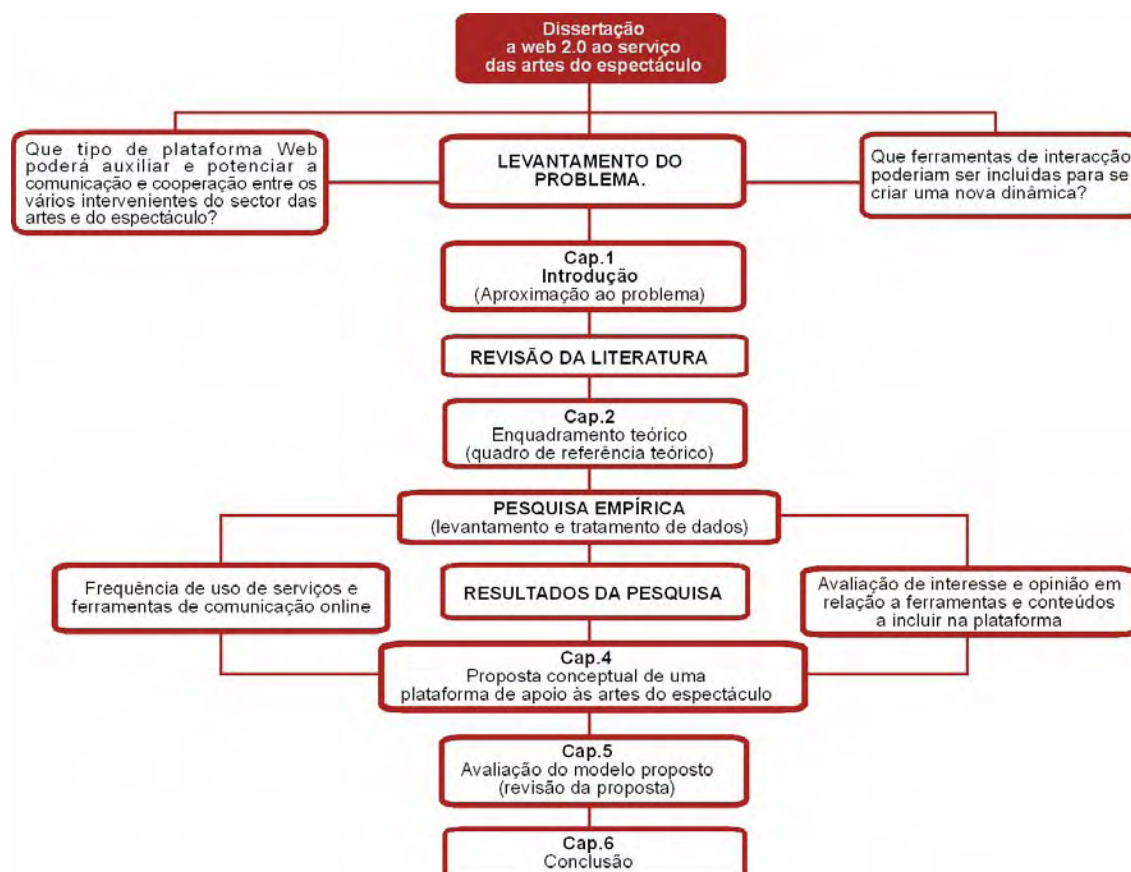 Dissertação
a web 2.0 ao serviço
das artes do espectáculo
Que tipo de plataforma Web
poderá auxiliar e potenciar a
comunicação e cooperação entre os
vários intervenientes do sector das
artes e do espectáculo?
LEVANTAMENTO DO
PROBLEMA.
Que ferramentas de interacção
poderiam ser incluídas para se
criar uma nova dinâmica?
Cap.1
Introdução
(Aproximação ao problema)
REVISÃO DA LITERATURA
Cap.2
Enquadramento teórico
(quadro de referência teórico)
PESQUISA EMPÍRICA
(levantamento e tratamento de dados)
Frequência de uso de serviços e
ferramentas de comunicação online
RESULTADOS DA PESQUISA
Avaliação de interesse e opinião em
relação a ferramentas e conteúdos
a incluir na plataforma
Cap.4
Proposta conceptual de uma
plataforma de apoio às artes do espectáculo
Cap.5
Avaliação do modelo proposto
(revisão da proposta)
Cap.6
Conclusão